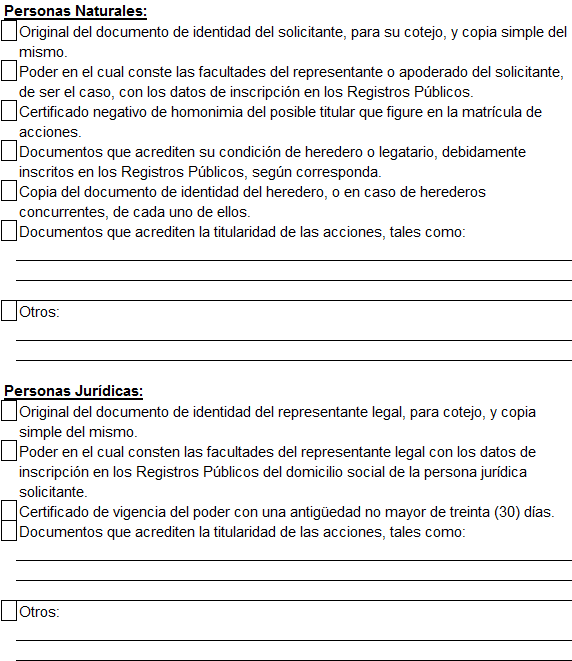 Personas Naturales:
Original del documento de identidad del solicitante, para su cotejo, y copia simple del
mismo.
Poder en el cual conste las facultades del representante o apoderado del solicitante,
de ser el caso, con los datos de inscripción en los Registros Públicos.
Certificado negativo de homonimia del posible titular que figure en la matrícula de
acciones.
Documentos que acrediten su condición de heredero o legatario, debidamente
inscritos en los Registros Públicos, según corresponda.
Copia del documento de identidad del heredero, o en caso de herederos
concurrentes, de cada uno de ellos.
Documentos que acrediten la titularidad de las acciones, tales como:
Otros:
Personas Jurídicas:
Original del documento de identidad del representante legal, para cotejo, y copia
simple del mismo.
Poder en el cual consten las facultades del representante legal con los datos de
inscripción en los Registros Públicos del domicilio social de la persona jurídica
solicitante.
Certificado de vigencia del poder con una antigüedad no mayor de treinta (30) días.
Documentos que acrediten la titularidad de las acciones, tales como:
Otros: